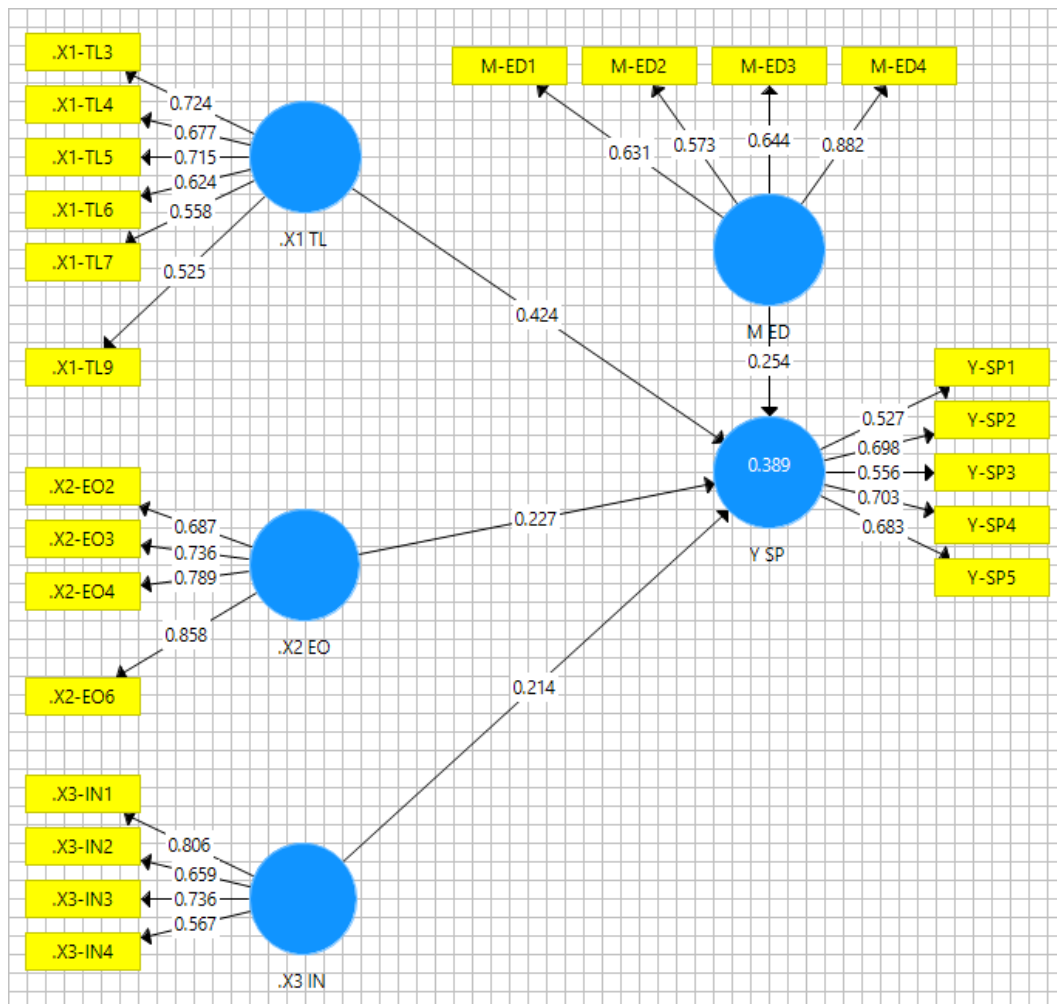 .X1-TL3
.X1-TL4
.X1-TL5
.X1-TL6
.X1-TL7
.X1-TL9
0.724
0.677
0.715
0.624
0.558
0.525
.X1 TL
M-ED1
M-ED2
M-ED3
M-ED4
0.631
0.573
0.644
0.882
M ED
0.424
0.254
Y-SP1
Y-SP2
Y-SP3
Y-SP4
Y-SP5
0.527
0.698
0.556
0.703
0.683
0.389
Y SP
.X2-EO2
.X2-EO3
.X2-EO4
.X2-EO6
0.687
0.736
0.789
0.858
.X2 EO
0.227
0.214
.X3-IN1
.X3-IN2
.X3-IN3
.X3-IN4
0.806
0.659
0.736
0.567
.X3 IN